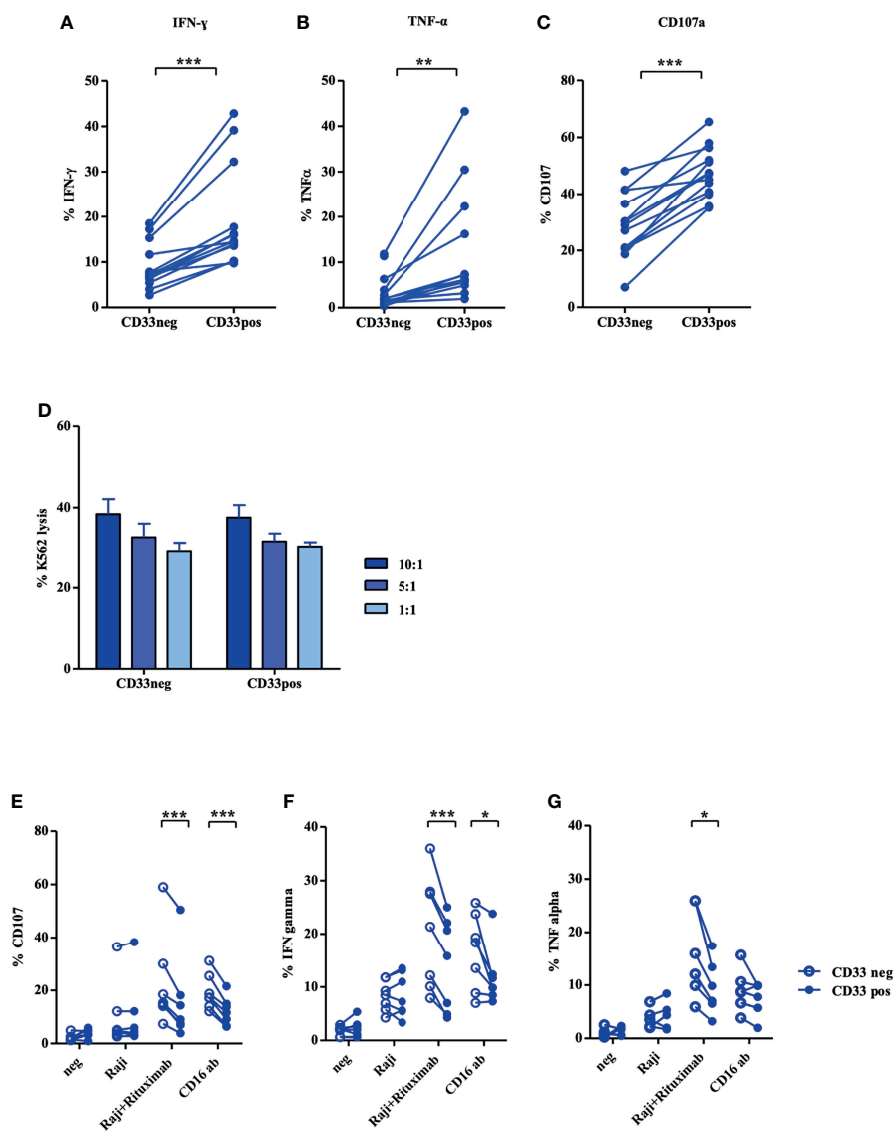 A IFN-γ B TNF-α C CD107a
*** ** ***
50 50 80
40 40 60
30 30
% IFN-γ % TNFα % CD107
20 20 40
10 10 20
0 0 0
CD33neg CD33pos CD33neg CD33pos CD33neg CD33pos
D
60
40
% K562 lysis
20
0
CD33neg CD33pos
10:1
5:1
1:1
E F G
*** *** *** * *
80 40 40
60 30 30
% CD107 % IFN gamma % TNF alpha
40 20 20
20 10 10
0 0 0
neg Raji Raji+Rituximab CD16 ab neg Raji Raji+Rituximab CD16 ab neg Raji Raji+Rituximab CD16 ab
CD33 neg
CD33 pos